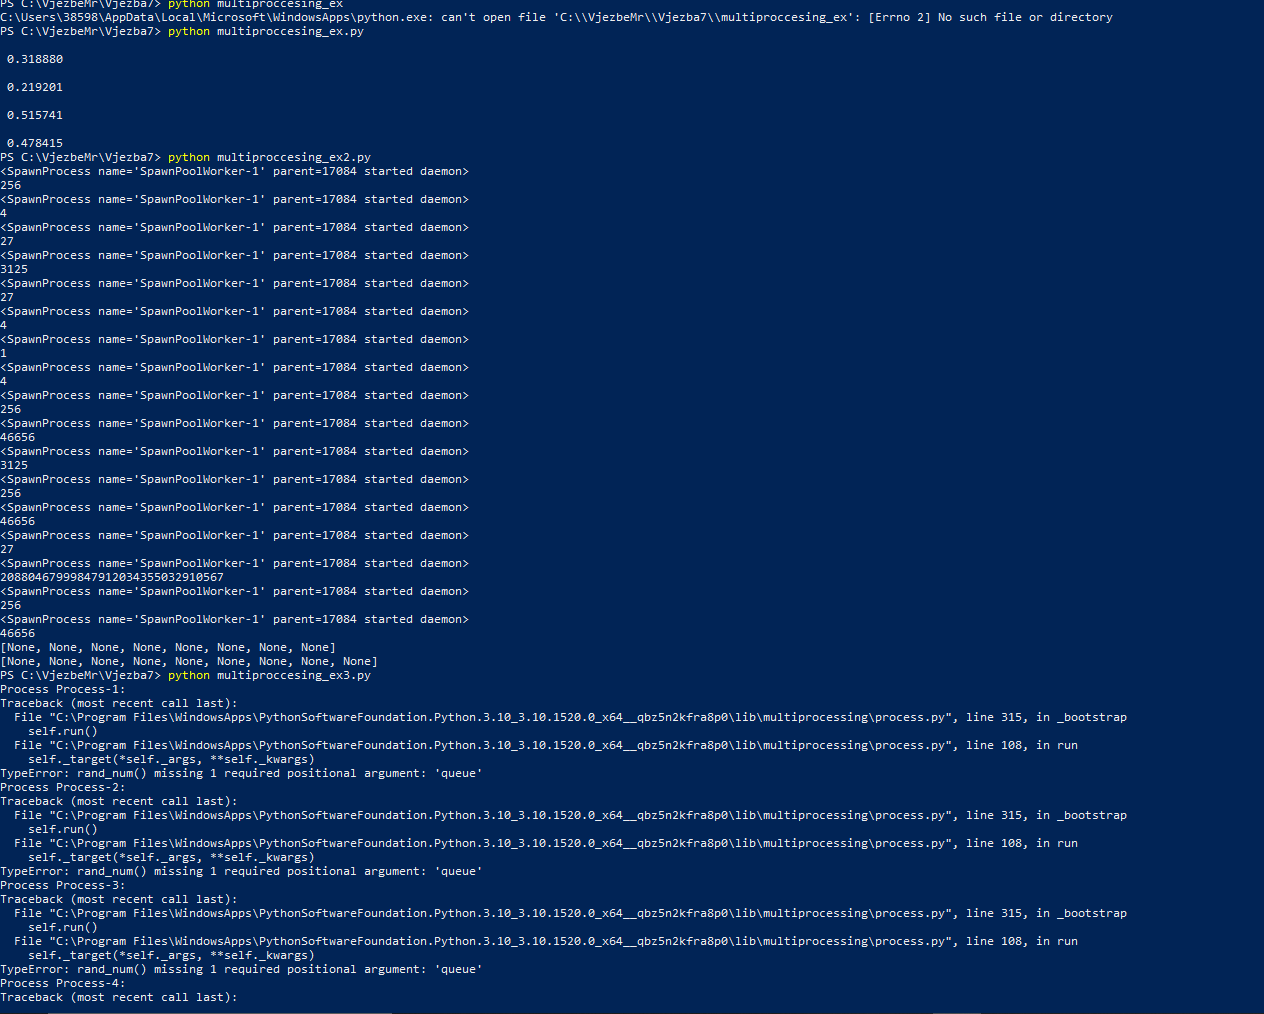 PS C:\VjezbeMr\Vjezba7> python multiproccesing_ex
C:\Users\38598\AppData\Local\Microsoft\WindowsApps\python.exe: can't open file 'C:\\VjezbeMr\\Vjezba7\\multiproccesing_ex': [Errno 2] No such file or directory
PS C:\VjezbeMr\Vjezba7> python multiproccesing_ex.py
0.318880
0.219201
0.515741
0.478415
PS C:\VjezbeMr\Vjezba7> python multiproccesing_ex2.py
<SpawnProcess name='SpawnPoolWorker-1' parent=17084 started daemon>
256
<SpawnProcess name='SpawnPoolWorker-1' parent=17084 started daemon>
4
<SpawnProcess name='SpawnPoolWorker-1' parent=17084 started daemon>
27
<SpawnProcess name='SpawnPoolWorker-1' parent=17084 started daemon>
3125
<SpawnProcess name='SpawnPoolWorker-1' parent=17084 started daemon>
27
<SpawnProcess name='SpawnPoolWorker-1' parent=17084 started daemon>
4
<SpawnProcess name='SpawnPoolWorker-1' parent=17084 started daemon>
1
<SpawnProcess name='SpawnPoolWorker-1' parent=17084 started daemon>
4
<SpawnProcess name='SpawnPoolWorker-1' parent=17084 started daemon>
256
<SpawnProcess name='SpawnPoolWorker-1' parent=17084 started daemon>
46656
<SpawnProcess name='SpawnPoolWorker-1' parent=17084 started daemon>
3125
<SpawnProcess name='SpawnPoolWorker-1' parent=17084 started daemon>
256
<SpawnProcess name='SpawnPoolWorker-1' parent=17084 started daemon>
46656
<SpawnProcess name='SpawnPoolWorker-1' parent=17084 started daemon>
27
<SpawnProcess name='SpawnPoolWorker-1' parent=17084 started daemon>
20880467999847912034355032910567
<SpawnProcess name='SpawnPoolWorker-1' parent=17084 started daemon>
256
<SpawnProcess name='SpawnPoolWorker-1' parent=17084 started daemon>
46656
[None, None, None, None, None, None, None, None]
[None, None, None, None, None, None, None, None, None]
PS C:\VjezbeMr\Vjezba7> python multiproccesing_ex3.py
Process Process-1:
Traceback (most recent call last):
  File "C:\Program Files\WindowsApps\PythonSoftwareFoundation.Python.3.10_3.10.1520.0_x64__qbz5n2kfra8p0\lib\multiprocessing\process.py", line 315, in _bootstrap
    self.run()
  File "C:\Program Files\WindowsApps\PythonSoftwareFoundation.Python.3.10_3.10.1520.0_x64__qbz5n2kfra8p0\lib\multiprocessing\process.py", line 108, in run
    self._target(*self._args, **self._kwargs)
TypeError: rand_num() missing 1 required positional argument: 'queue'
Process Process-2:
Traceback (most recent call last):
  File "C:\Program Files\WindowsApps\PythonSoftwareFoundation.Python.3.10_3.10.1520.0_x64__qbz5n2kfra8p0\lib\multiprocessing\process.py", line 315, in _bootstrap
    self.run()
  File "C:\Program Files\WindowsApps\PythonSoftwareFoundation.Python.3.10_3.10.1520.0_x64__qbz5n2kfra8p0\lib\multiprocessing\process.py", line 108, in run
    self._target(*self._args, **self._kwargs)
TypeError: rand_num() missing 1 required positional argument: 'queue'
Process Process-3:
Traceback (most recent call last):
  File "C:\Program Files\WindowsApps\PythonSoftwareFoundation.Python.3.10_3.10.1520.0_x64__qbz5n2kfra8p0\lib\multiprocessing\process.py", line 315, in _bootstrap
    self.run()
  File "C:\Program Files\WindowsApps\PythonSoftwareFoundation.Python.3.10_3.10.1520.0_x64__qbz5n2kfra8p0\lib\multiprocessing\process.py", line 108, in run
    self._target(*self._args, **self._kwargs)
TypeError: rand_num() missing 1 required positional argument: 'queue'
Process Process-4:
Traceback (most recent call last):